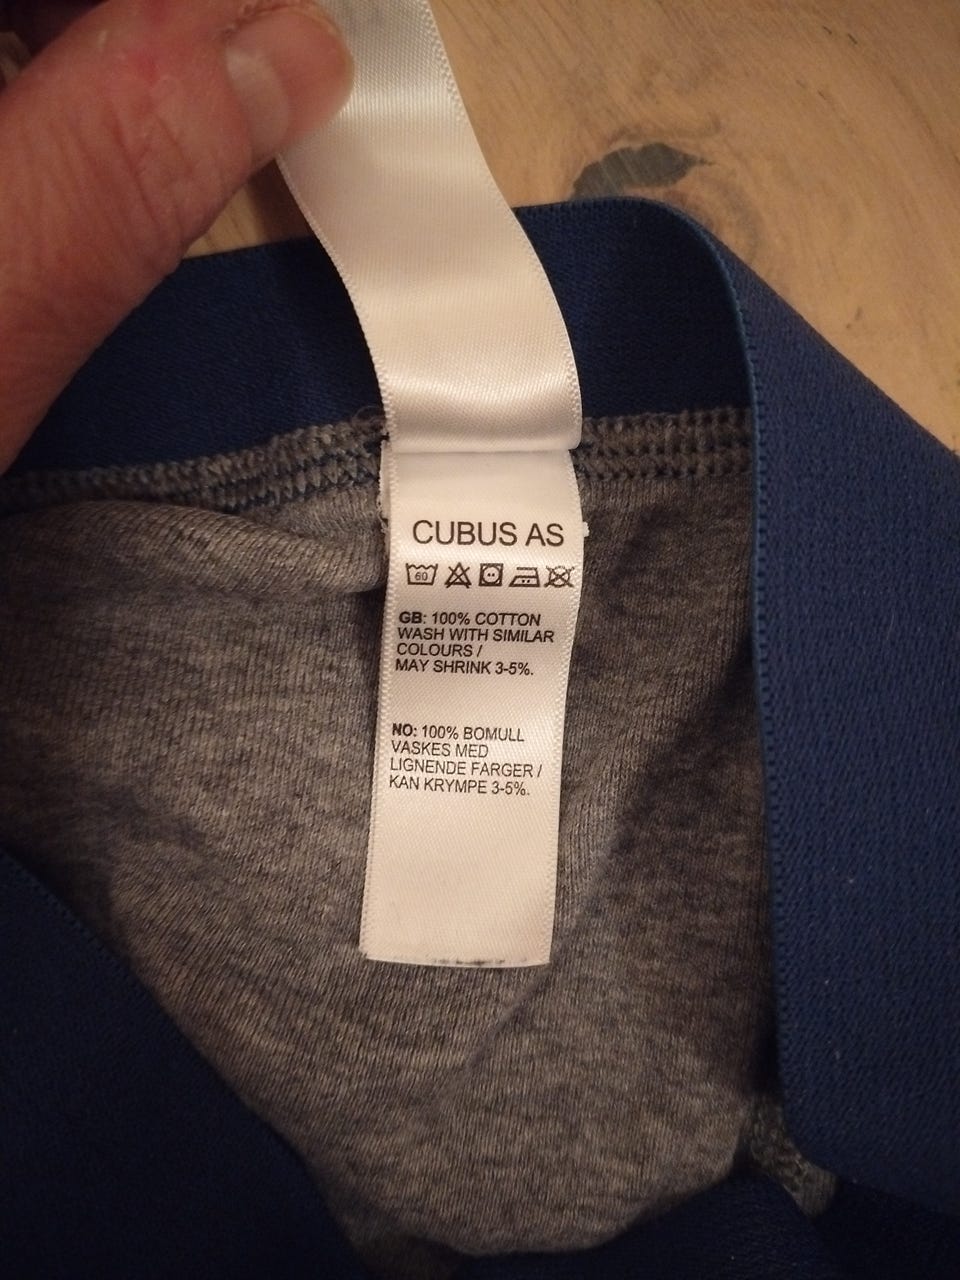 CUBUS AS
60
GB: 100% COTTON
WASH WITH SIMILAR
COLOURS /
MAY SHRINK 3-5%.
NO: 100% BOMULL
VASKES MED
LIGNENDE FARGER /
KAN KRYMPE 3-5%.